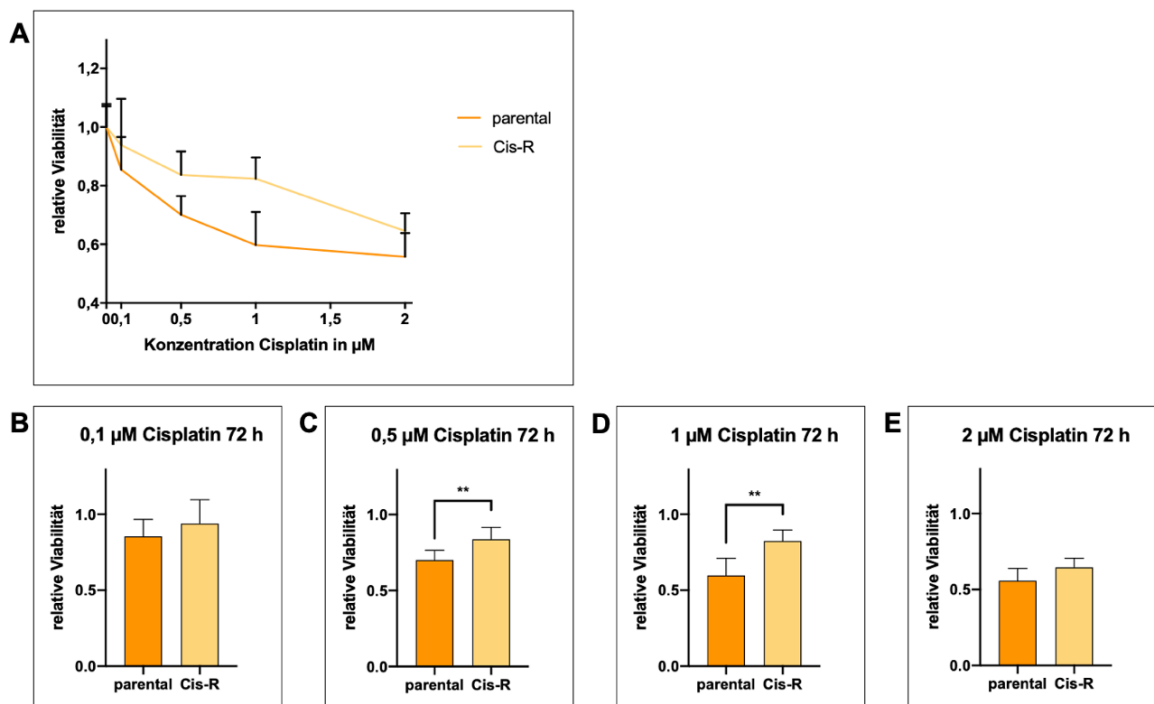 A
1,2
1,0
0,8
0,6
0,4
relative Viabilität
0 0,1 0,5 1 1,5 2
Konzentration Cisplatin in µM
parental
Cis-R
B
0,1 µM Cisplatin 72 h
relative Viabilität
1.0
0.5
0.0
parental Cis-R
C
0,5 µM Cisplatin 72 h
**
relative Viabilität
1.0
0.5
0.0
parental Cis-R
D
1 µM Cisplatin 72 h
**
relative Viabilität
1.0
0.5
0.0
parental Cis-R
E
2 µM Cisplatin 72 h
relative Viabilität
1.0
0.5
0.0
parental Cis-R